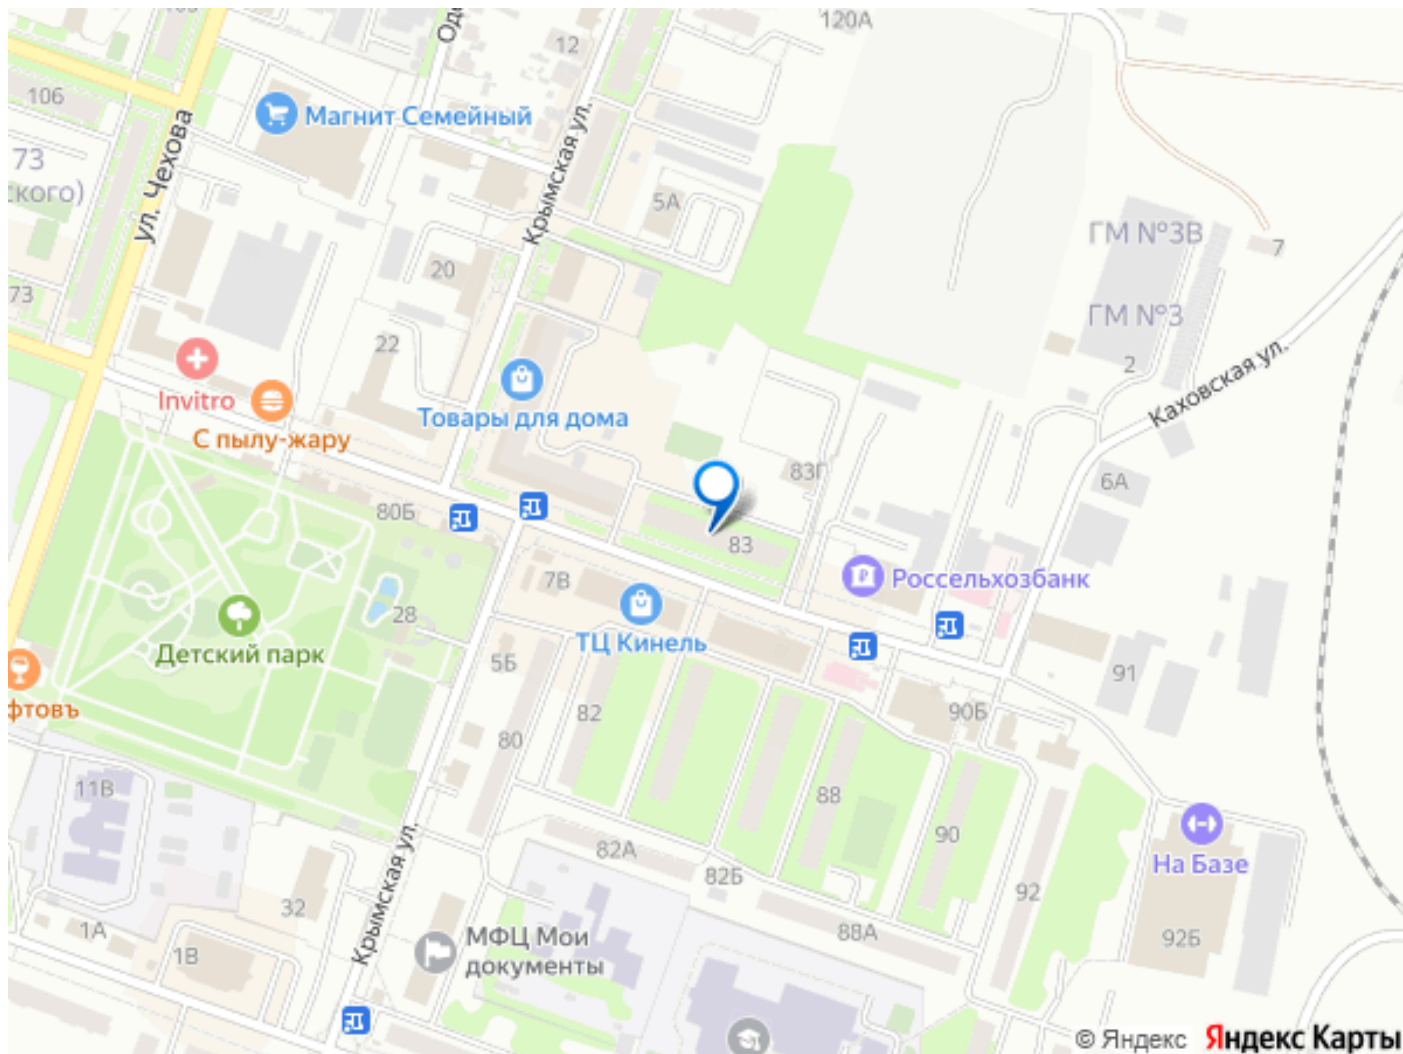 103
Одо
12
120А
106
Магнит Семейный
73
ского)
ул. Чехова
Крымская ул.
5А
ГМ №3В
7
73
20
ГМ №3
22
2
Каховская ул.
Invitro
С пылу-жару
Товары для дома
83Г
6А
80Б
83
Россельхозбанк
7В
28
ТЦ Кинель
Детский парк
5Б
91
фтовъ
82
90Б
80
11В
88
90
На Базе
82А
82Б
92
Крымская ул.
32
1А
88А
92Б
1В
МФЦ Мои
документы
© Яндекс Яндекс Карты